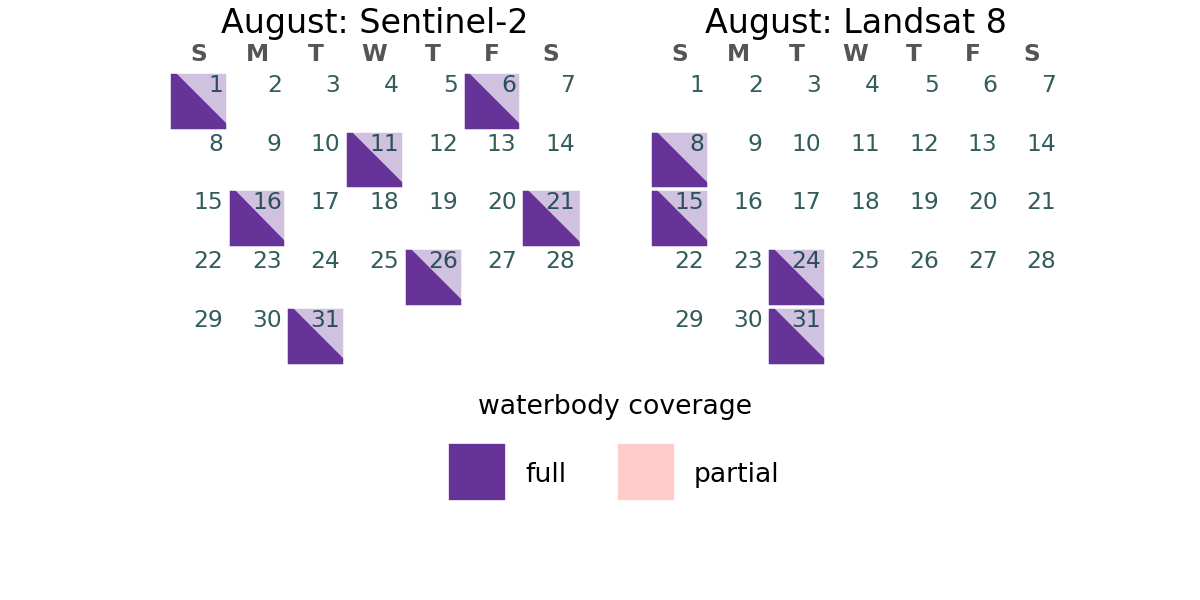 August: Sentinel-2
S M T W T F S
1 2 3 4 5 6 7
8 9 10 11 12 13 14
15 16 17 18 19 20 21
22 23 24 25 26 27 28
29 30 31
August: Landsat 8
S M T W T F S
1 2 3 4 5 6 7
8 9 10 11 12 13 14
15 16 17 18 19 20 21
22 23 24 25 26 27 28
29 30 31
waterbody coverage
full
partial